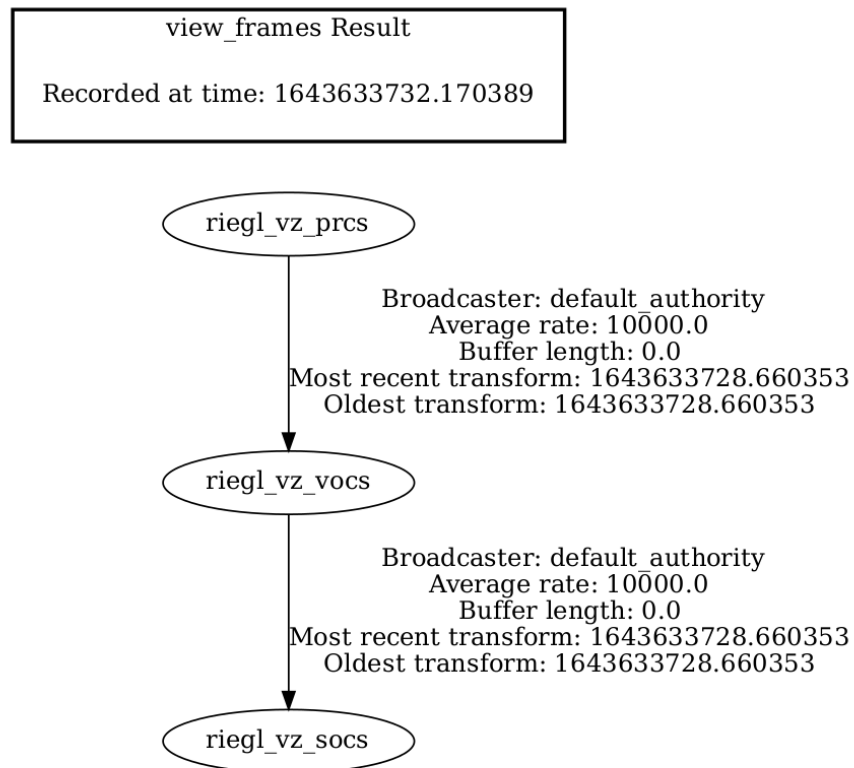 view_frames Result
Recorded at time: 1643633732.170389
riegl_vz_prcs
Broadcaster: default_authority
Average rate: 10000.0
Buffer length: 0.0
Most recent transform: 1643633728.660353
Oldest transform: 1643633728.660353
riegl_vz_vocs
Broadcaster: default_authority
Average rate: 10000.0
Buffer length: 0.0
Most recent transform: 1643633728.660353
Oldest transform: 1643633728.660353
riegl_vz_socs